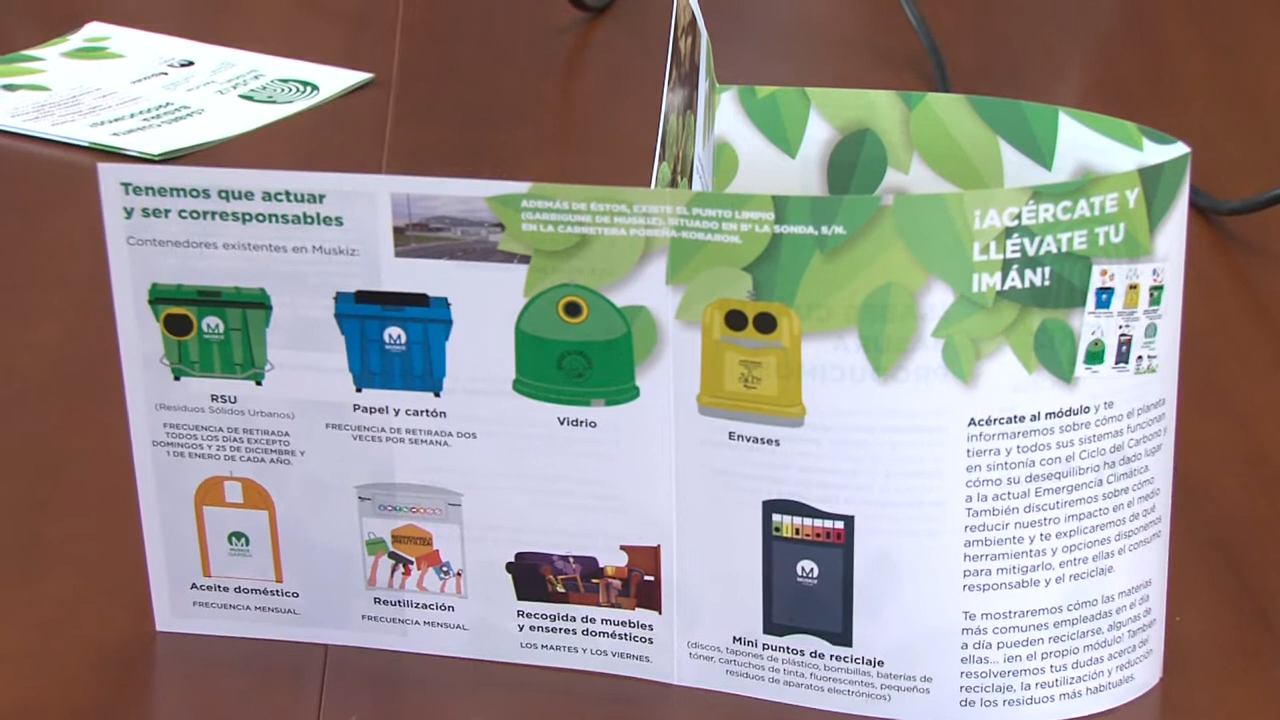 MUSKIZ
¿SABES CUÁNTA
BASURA
PRODUCIMOS?
Tenemos que actuar
y ser corresponsables
Contenedores existentes en Muskiz:
ADEMÁS DE ÉSTOS, EXISTE EL PUNTO LIMPIO
(GARBIGUNE DE MUSKIZ). SITUADO EN Bº LA SONDA, S/N.
EN LA CARRETERA POBEÑA-KOBARON.
¡ACÉRCATE Y
LLÉVATE TU
IMÁN!
M
MUSKIZ
RSU
(Residuos Sólidos Urbanos)
FRECUENCIA DE RETIRADA
TODOS LOS DÍAS EXCEPTO
DOMINGOS Y 25 DE DICIEMBRE Y
1 DE ENERO DE CADA AÑO.
M
MUSKIZ
Papel y cartón
FRECUENCIA DE RETIRADA DOS
VECES POR SEMANA.
Vidrio
Envases
M
MUSKIZ
Aceite doméstico
FRECUENCIA MENSUAL.
¡REUTILIZA!
Reutilización
FRECUENCIA MENSUAL.
Recogida de muebles
y enseres domésticos
LOS MARTES Y LOS VIERNES.
M
MUSKIZ
Mini puntos de reciclaje
(discos, tapones de plástico, bombillas, baterías de
tóner, cartuchos de tinta, fluorescentes, pequeños
residuos de aparatos electrónicos)
Acércate al módulo y te
informaremos sobre cómo el planeta
tierra y todos sus sistemas funcionan
en sintonía con el Ciclo del Carbono y
cómo su desequilibrio ha dado lugar
a la actual Emergencia Climática.
También discutiremos sobre cómo
reducir nuestro impacto en el medio
ambiente y te explicaremos de qué
herramientas y opciones disponemos
para mitigarlo, entre ellas el consumo
responsable y el reciclaje.
Te mostraremos cómo las materias
más comunes empleadas en el día
a día pueden reciclarse, algunas de
ellas... ¡en el propio módulo! También
resolveremos tus dudas acerca del
reciclaje, la reutilización y reducción
de los residuos más habituales.